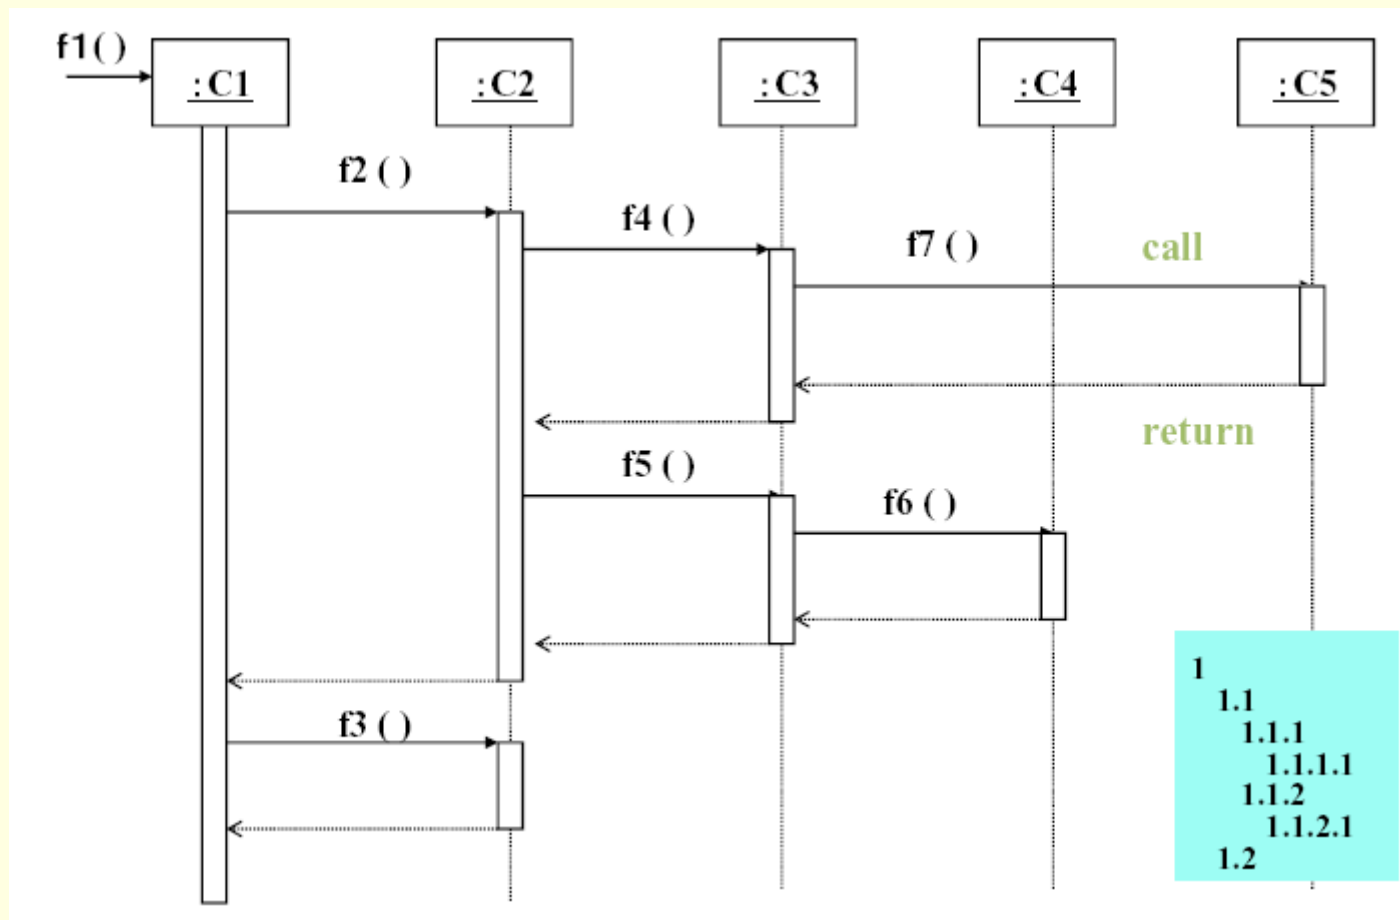 f1( )
:C1
:C2
:C3
:C4
:C5
f2 ( )
f4 ( )
f7 ( )
call
return
f5 ( )
f6 ( )
f3 ( )
1
1.1
1.1.1
1.1.1.1
1.1.2
1.1.2.1
1.2